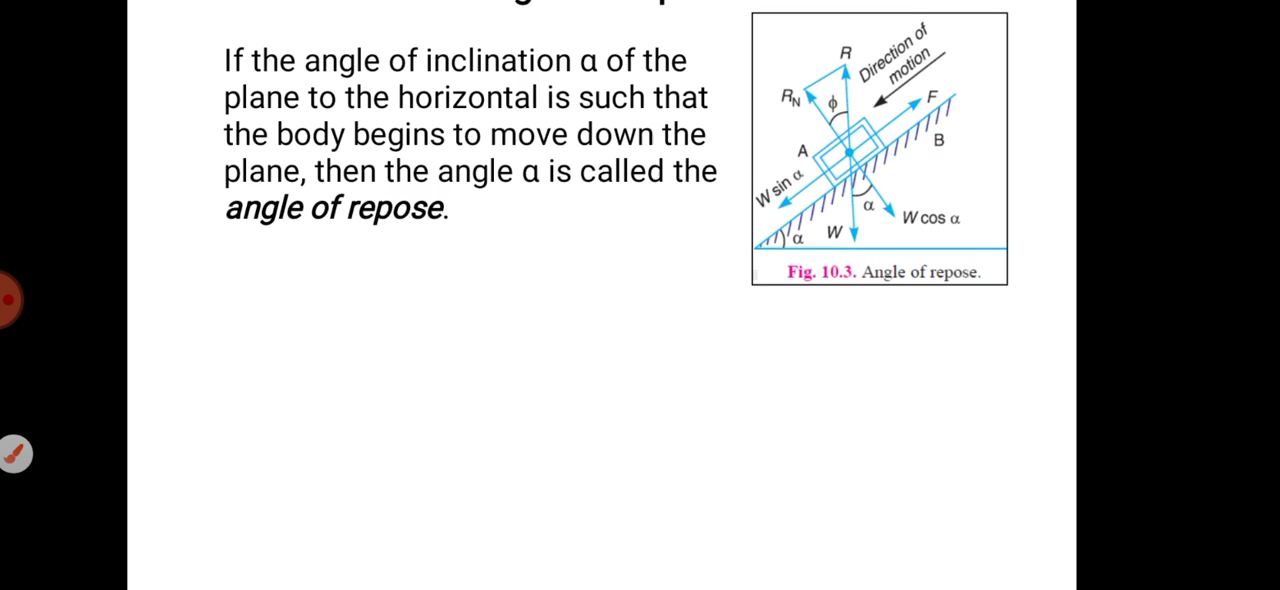 If the angle of inclination α of the
plane to the horizontal is such that
the body begins to move down the
plane, then the angle α is called the
angle of repose.
R
Direction of
motion
RN
ϕ
F
A
B
W sin α
α
W cos α
α
W
Fig. 10.3. Angle of repose.